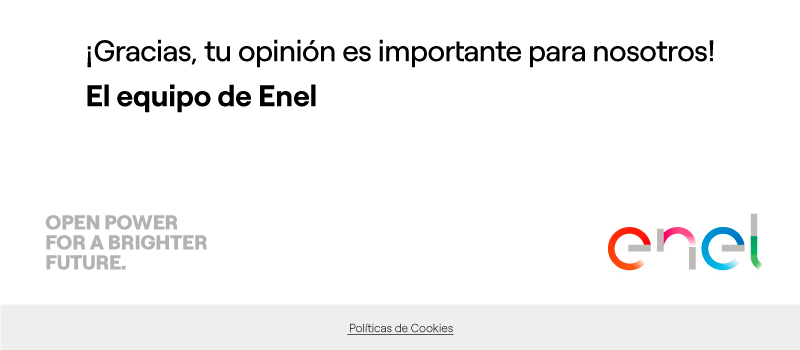 ¡Gracias, tu opinión es importante para nosotros!
El equipo de Enel
OPEN POWER
FOR A BRIGHTER
FUTURE.
enel
Políticas de Cookies